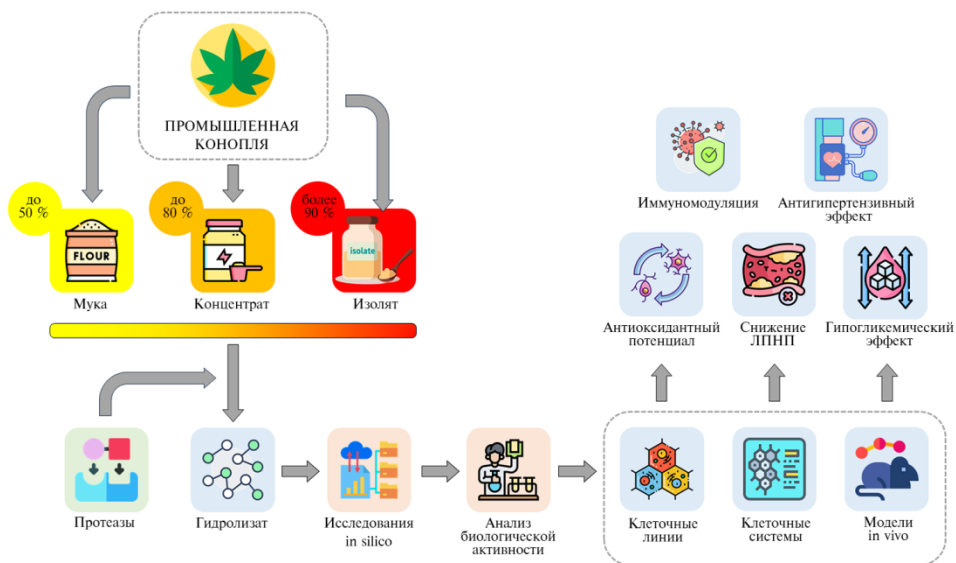 ПРОМЫШЛЕННАЯ
КОНОПЛЯ
до
50 %
до
80 %
более
90 %
FLOUR
isolate
Мука
Концентрат
Изолят
Иммуномодуляция
Антигипертензивный
эффект
Антиоксидантный
потенциал
Снижение
ЛПНП
Гипогликемический
эффект
Протеазы
Гидролизат
Исследования
in silico
Анализ
биологической
активности
Клеточные
линии
Клеточные
системы
Модели
in vivo